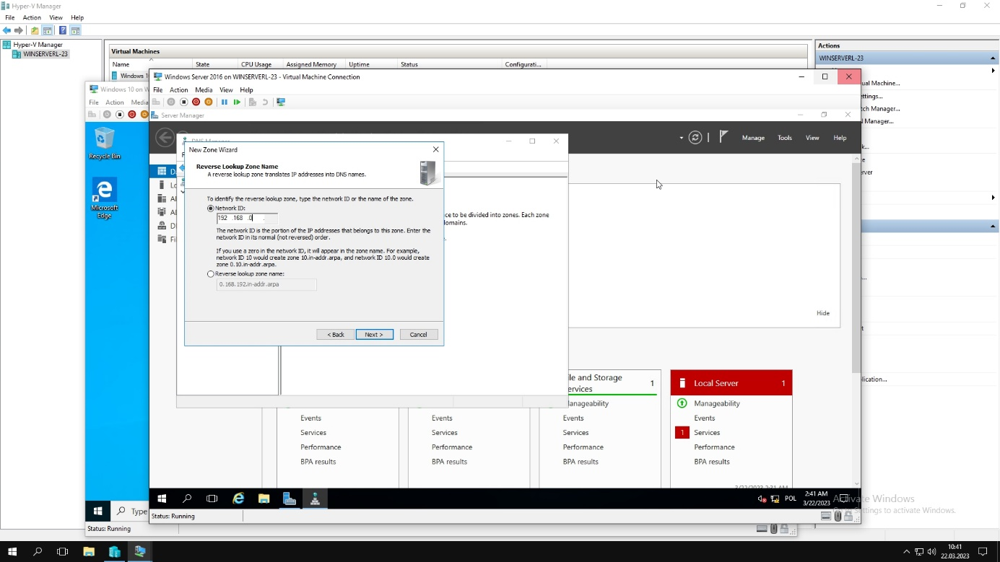 Hyper-V Manager
File Action View Help
Hyper-V Manager
WINSERVERL-23
Virtual Machines
Name State CPU Usage Assigned Memory Uptime Status Configurati...
Windows 1
Actions
WINSERVERL-23
ual Machine...
ettings...
tch Manager...
N Manager...
k...
ce
erver
...
t
lication...
Windows 10 on W
File Action Media
Recycle Bin
Microsoft
Edge
Type
Status: Running
Windows Server 2016 on WINSERVERL-23 - Virtual Machine Connection
File Action Media View Help
Server Manager
Manage Tools View Help
DNS Manager
F
D
Lo
Al
Al
D
Fi
New Zone Wizard
Reverse Lookup Zone Name
A reverse lookup zone translates IP addresses into DNS names.
To identify the reverse lookup zone, type the network ID or the name of the zone.
Network ID:
192 .168 .0 .
The network ID is the portion of the IP addresses that belongs to this zone. Enter the
network ID in its normal (not reversed) order.
If you use a zero in the network ID, it will appear in the zone name. For example,
network ID 10 would create zone 10.in-addr.arpa, and network ID 10.0 would create
zone 0.10.in-addr.arpa.
Reverse lookup zone name:
0.168.192.in-addr.arpa
< Back Next > Cancel
ce to be divided into zones. Each zone
domains.
Hide
ile and Storage 1
ervices
Manageability
Events
Services
Performance
BPA results
Events
Services
Performance
BPA results
Events
Services
Performance
BPA results
Local Server 1
Manageability
Events
1 Services
Performance
BPA results
3/22/2023 2:31 AM
POL
2:41 AM
3/22/2023
Status: Running
Activate Windows
Settings to activate Windows.
10:41
22.03.2023